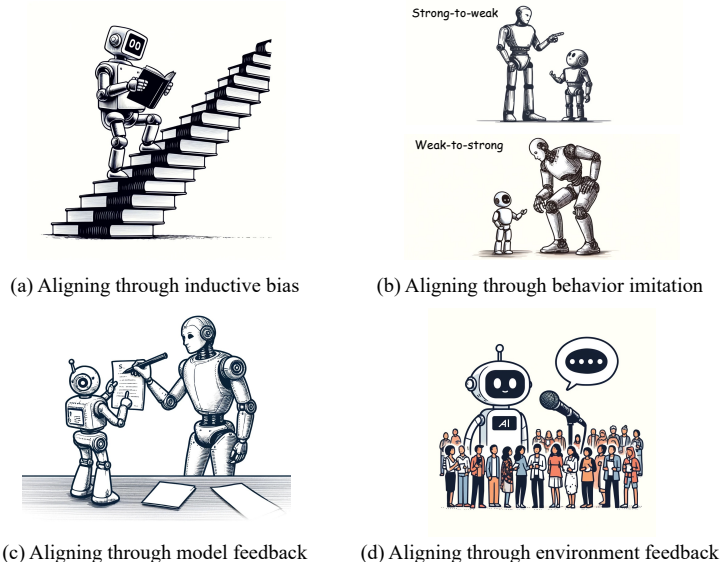 Strong-to-weak
Weak-to-strong
(a) Aligning through inductive bias
(b) Aligning through behavior imitation
S
AI
(c) Aligning through model feedback
(d) Aligning through environment feedback